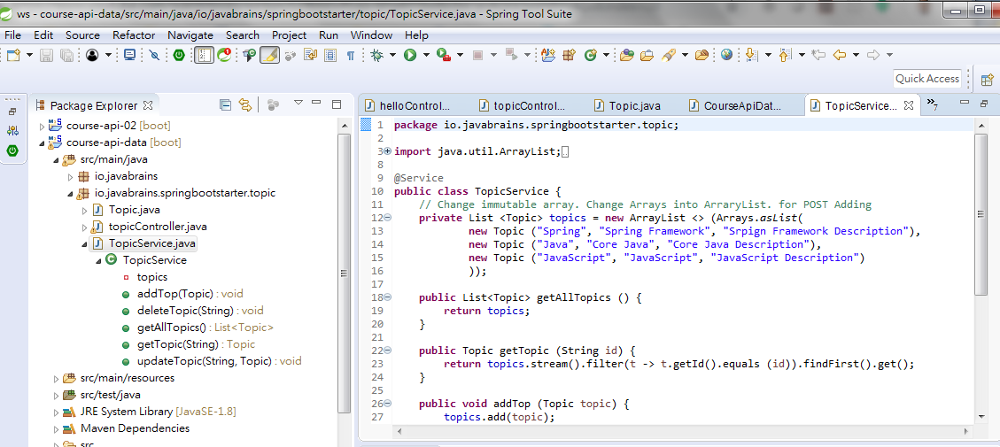 ws - course-api-data/src/main/java/io/javabrains/springbootstarter/topic/TopicService.java - Spring Tool Suite
File Edit Source Refactor Navigate Search Project Run Window Help
Quick Access
Package Explorer
course-api-02 [boot]
course-api-data [boot]
src/main/java
io.javabrains
io.javabrains.springbootstarter.topic
Topic.java
topicController.java
TopicService.java
TopicService
topics
addTop(Topic) : void
deleteTopic(String) : void
getAllTopics() : List<Topic>
getTopic(String) : Topic
updateTopic(String, Topic) : void
src/main/resources
src/test/java
JRE System Library [JavaSE-1.8]
Maven Dependencies
src
helloControl... topicControl... Topic.java CourseApiDat... TopicService... »7
1 package io.javabrains.springbootstarter.topic;
2
3 import java.util.ArrayList;
8
9 @Service
10 public class TopicService {
11 // Change immutable array. Change Arrays into ArraryList. for POST Adding
12 private List <Topic> topics = new ArrayList <> (Arrays.asList(
13 new Topic ("Spring", "Spring Framework", "Srpign Framework Description"),
14 new Topic ("Java", "Core Java", "Core Java Description"),
15 new Topic ("JavaScript", "JavaScript", "JavaScript Description")
16 ));
17
18 public List<Topic> getAllTopics () {
19 return topics;
20 }
21
22 public Topic getTopic (String id) {
23 return topics.stream().filter(t -> t.getId().equals (id)).findFirst().get();
24 }
25
26 public void addTop (Topic topic) {
27 topics.add(topic);